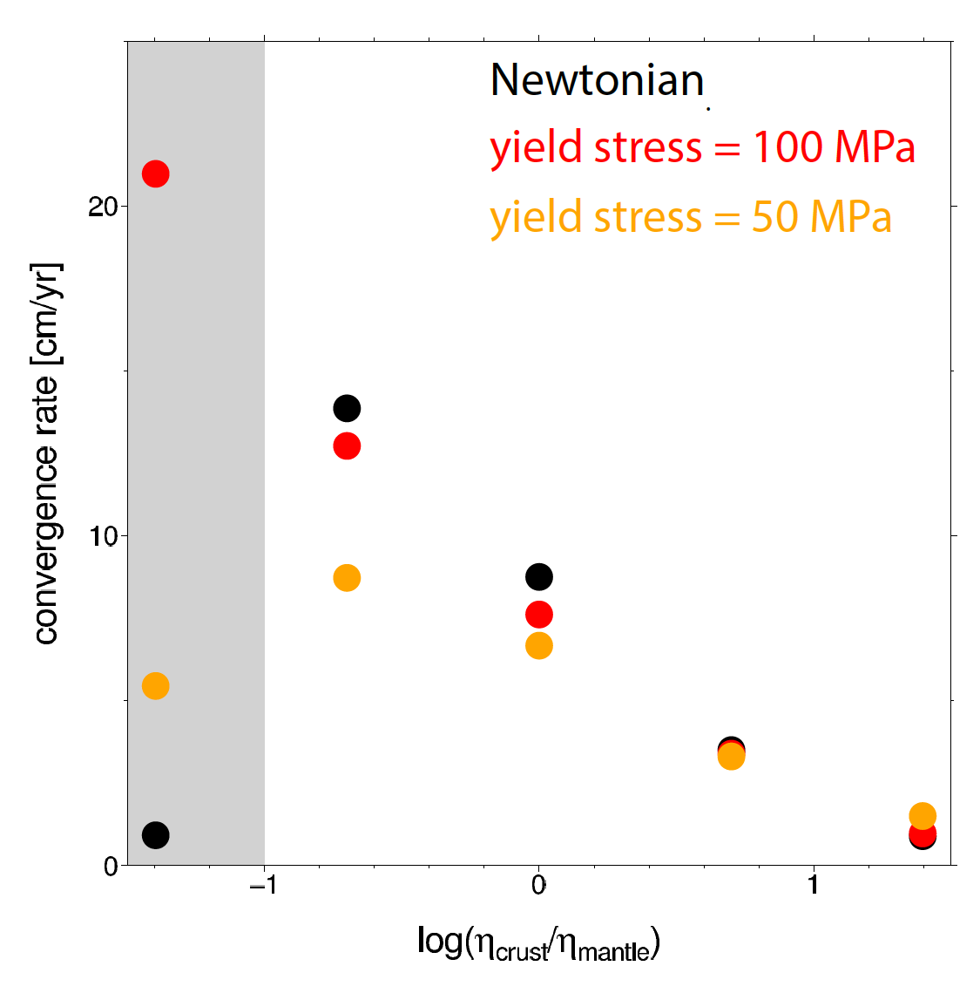 Newtonian
yield stress = 100 MPa
yield stress = 50 MPa
20
10
0
convergence rate [cm/yr]
−1 0 1
log(ηcrust/ηmantle)